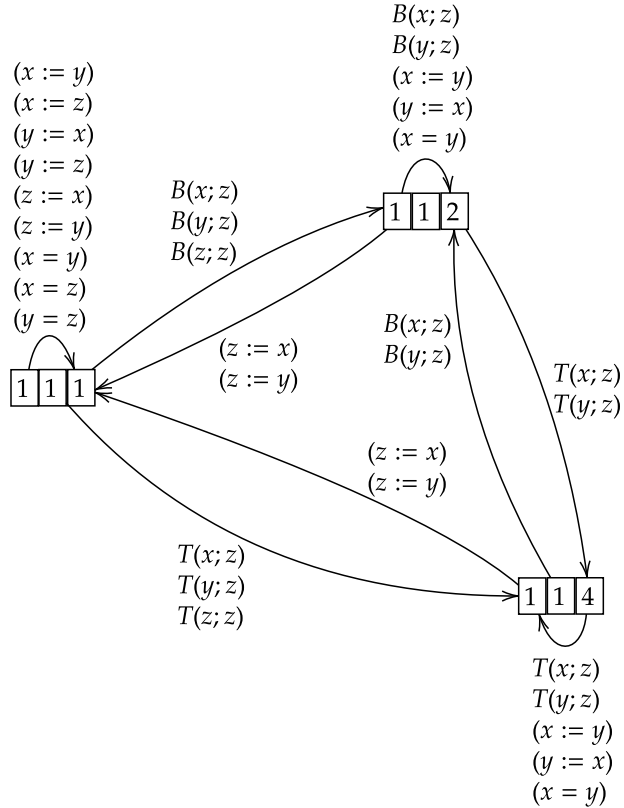 B(x; z)
B(y; z)
(x := y)
(y := x)
(x = y)
(x := y)
(x := z)
(y := x)
(y := z)
(z := x)
(z := y)
(x = y)
(x = z)
(y = z)
B(x; z)
B(y; z)
B(z; z)
1 1 2
(z := x)
(z := y)
B(x; z)
B(y; z)
1 1 1
T(x; z)
T(y; z)
(z := x)
(z := y)
T(x; z)
T(y; z)
T(z; z)
1 1 4
T(x; z)
T(y; z)
(x := y)
(y := x)
(x = y)